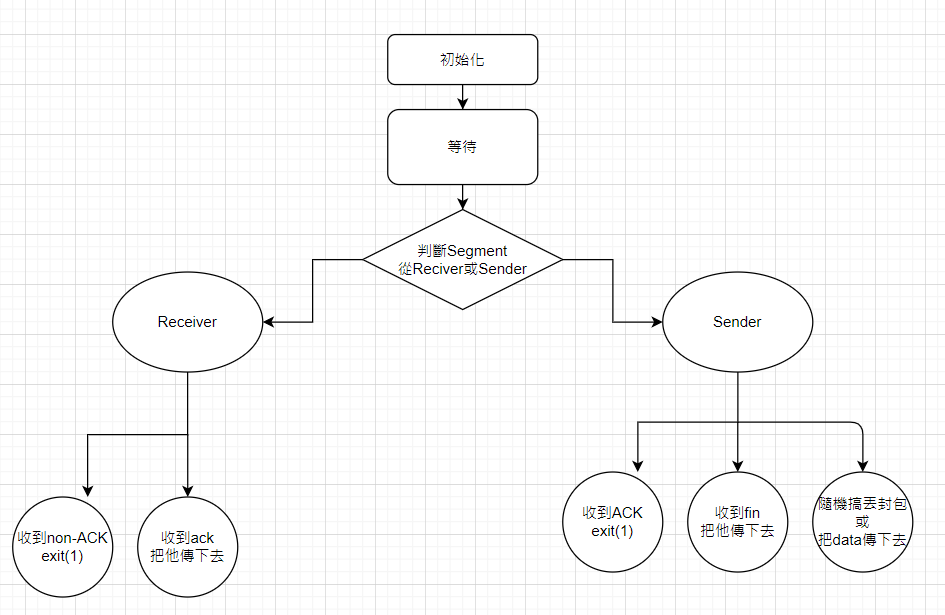 初始化
等待
判斷Segment
從Reciver或Sender
Receiver
Sender
收到non-ACK
exit(1)
收到ack
把他傳下去
收到ACK
exit(1)
收到fin
把他傳下去
隨機搞丟封包
或
把data傳下去